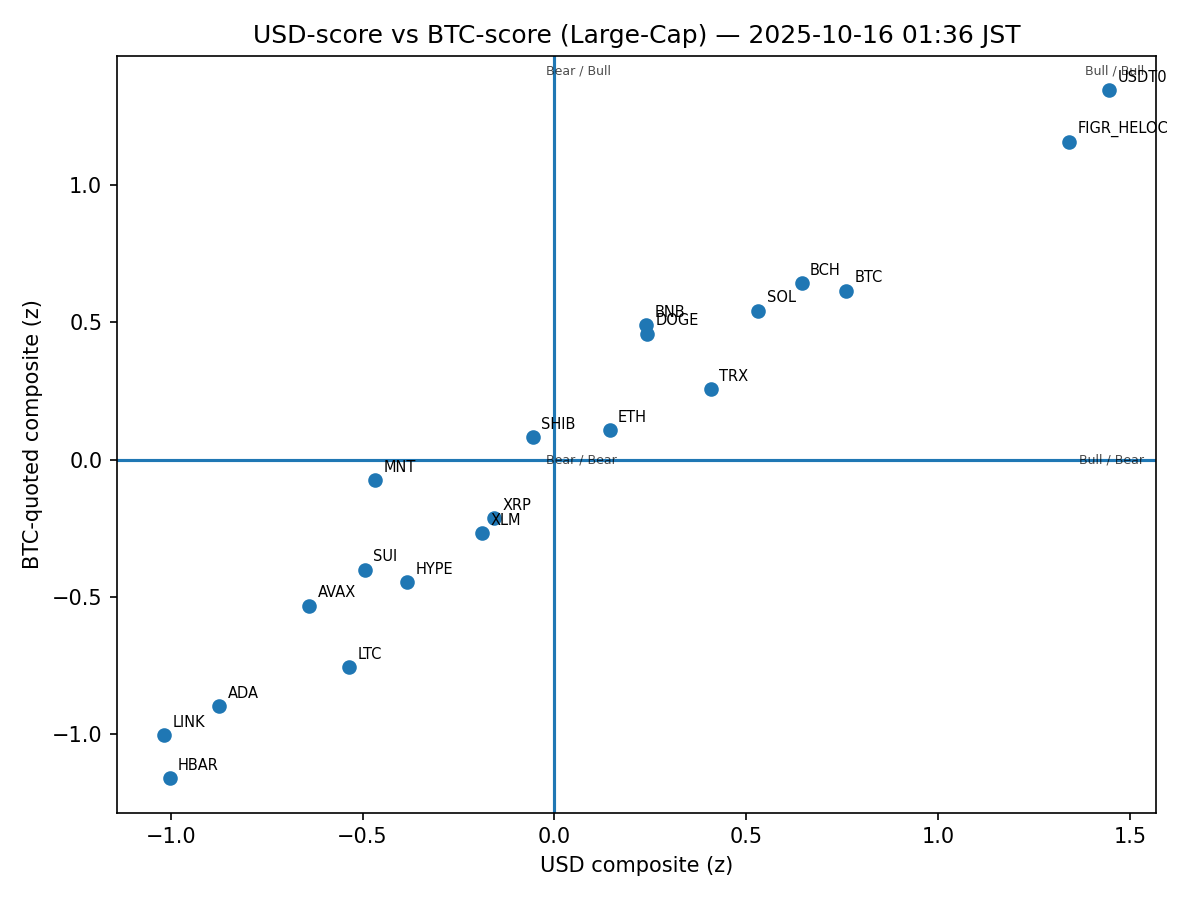 USD-score vs BTC-score (Large-Cap) — 2025-10-16 01:36 JST
Bear / Bull
Bull / Bull
USDT0
FIGR_HELOC
1.0
BCH
BTC
SOL
BNB
DOGE
0.5
TRX
ETH
SHIB
0.0
Bear / Bear
Bull / Bear
MNT
XRP
XLM
SUI
HYPE
−0.5
AVAX
LTC
ADA
LINK
−1.0
HBAR
−1.0
−0.5
0.0
0.5
1.0
1.5
USD composite (z)
BTC-quoted composite (z)